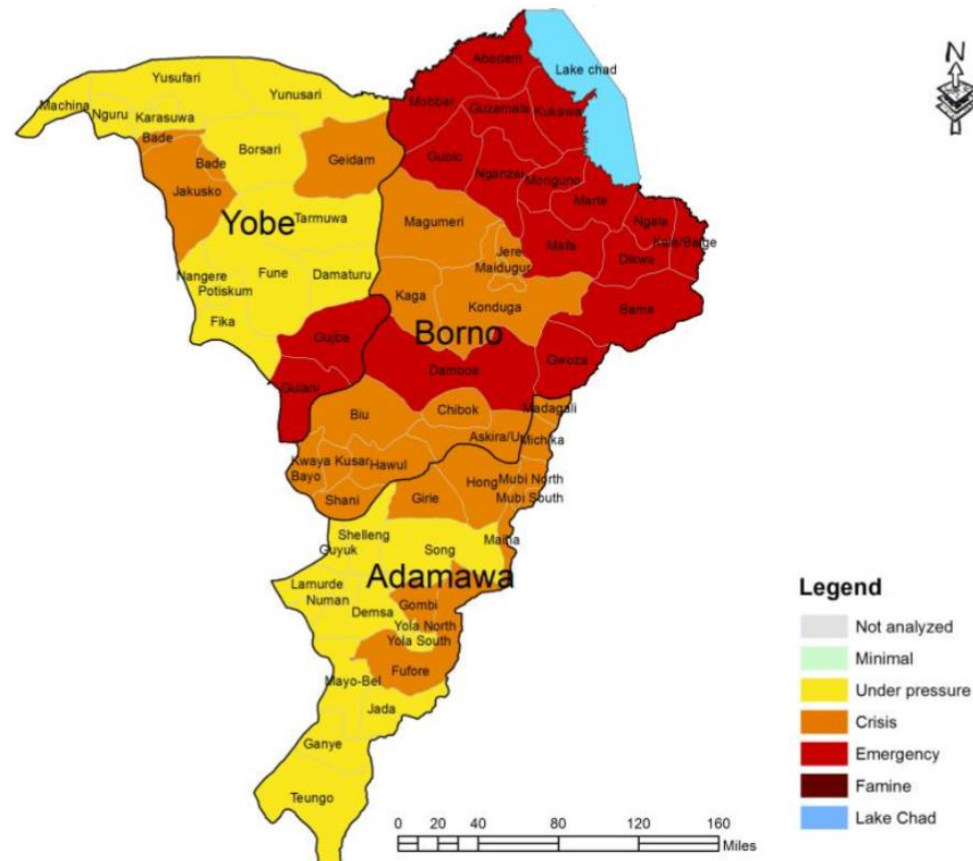 N
Abadam
Lake chad
Yusufari
Yunusari
Mobbar
Guzamala
Kukawa
Machina
Nguru
Karasuwa
Bade
Borsari
Geidam
Gubio
Nganzai
Monguno
Bade
Jakusko
Marte
Yobe
Tarmuwa
Magumeri
Ngala
Kala/Balge
Jere
Mafa
Maidugur
Dikwa
Nangere
Fune
Damaturu
Potiskum
Kaga
Konduga
Bama
Fika
Gujba
Borno
Gwoza
Damboa
Gulani
Chibok
Madagali
Biu
Askira/U
Michika
Kwaya Kusar
Hawul
Bayo
Hong
Mubi North
Shani
Girie
Mubi South
Shelleng
Song
Maiha
Guyuk
Adamawa
Lamurde
Numan
Demsa
Gombi
Yola North
Yola South
Fufore
Mayo-Bel
Jada
Ganye
Teungo
Legend
Not analyzed
Minimal
Under pressure
Crisis
Emergency
Famine
Lake Chad
0 20 40 80 120 160
Miles